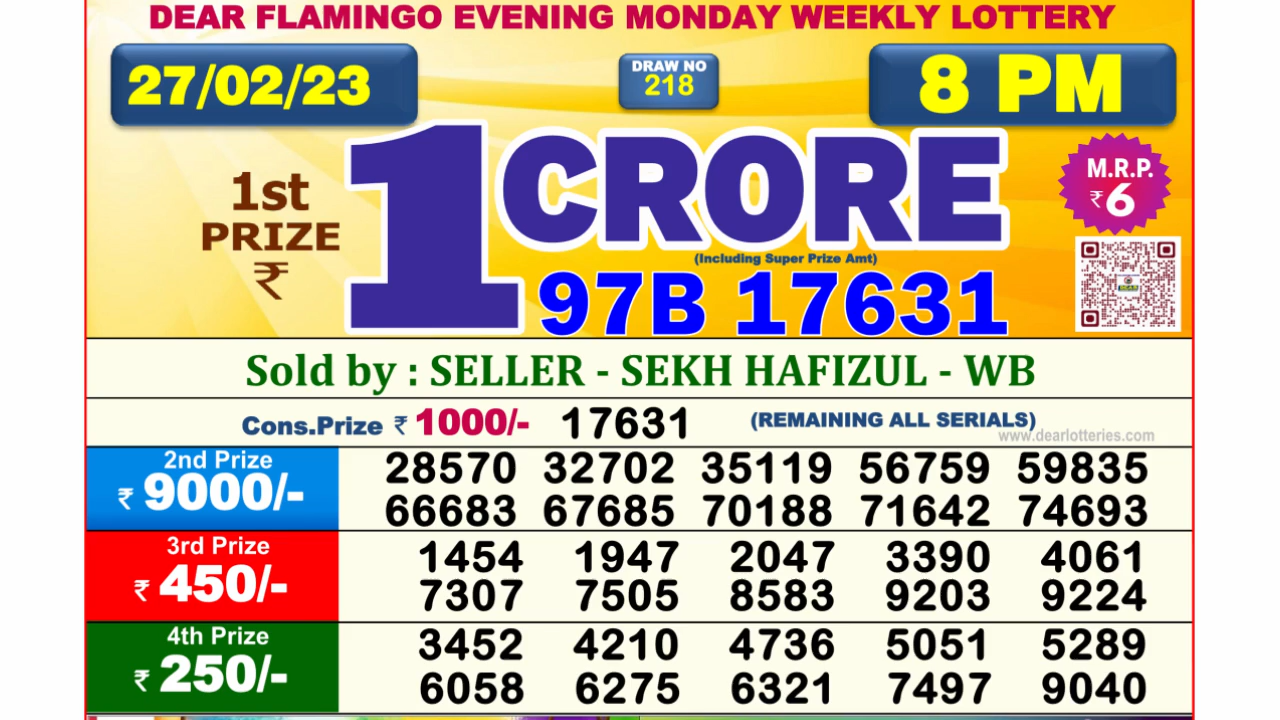 DEAR FLAMINGO EVENING MONDAY WEEKLY LOTTERY
27/02/23
DRAW NO
218
8 PM
1st
PRIZE
₹
1 CRORE
(Including Super Prize Amt)
97B 17631
M.R.P.
₹ 6
Sold by : SELLER - SEKH HAFIZUL - WB
Cons.Prize ₹ 1000/- 17631 (REMAINING ALL SERIALS)
www.dearlotteries.com
2nd Prize
₹ 9000/-
28570 32702 35119 56759 59835
66683 67685 70188 71642 74693
3rd Prize
₹ 450/-
1454 1947 2047 3390 4061
7307 7505 8583 9203 9224
4th Prize
₹ 250/-
3452 4210 4736 5051 5289
6058 6275 6321 7497 9040